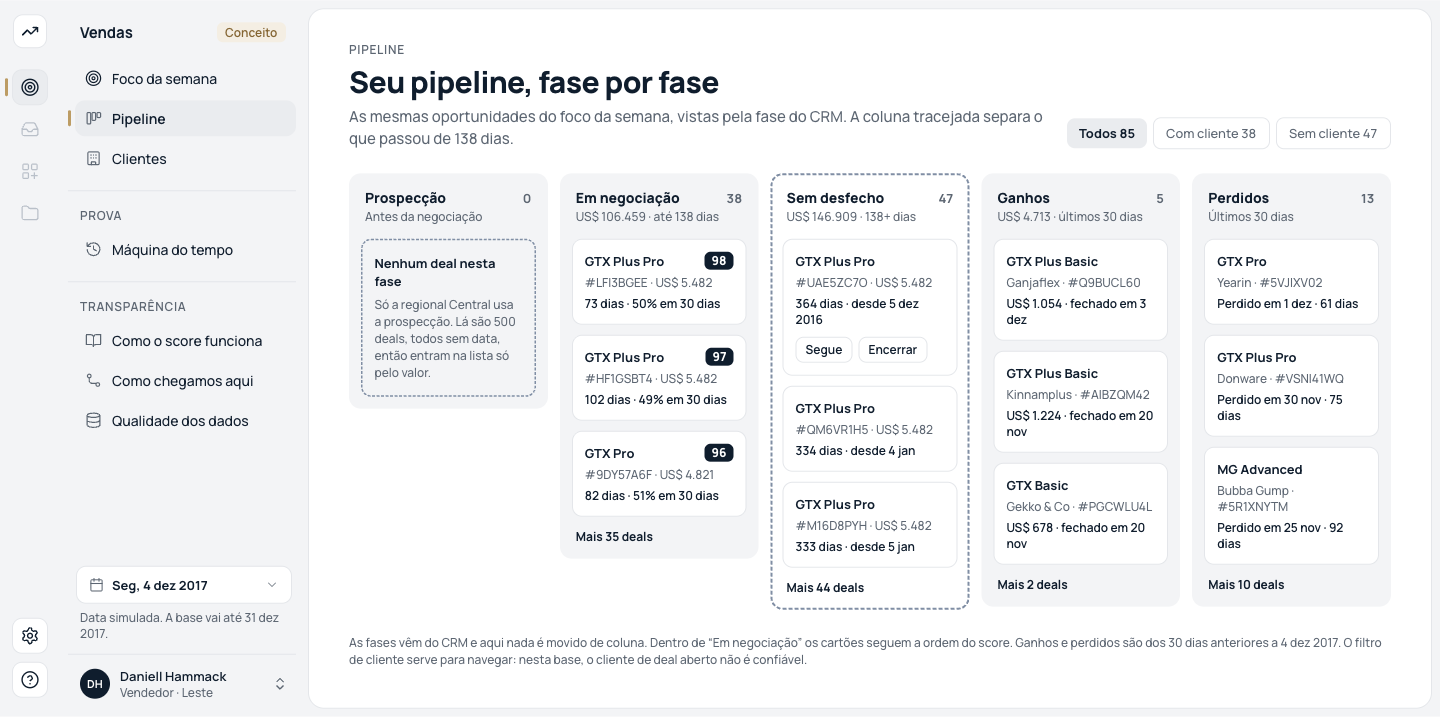 Vendas
Conceito
Foco da semana
Pipeline
Clientes
PROVA
Máquina do tempo
TRANSPARÊNCIA
Como o score funciona
Como chegamos aqui
Qualidade dos dados
Seg, 4 dez 2017
Data simulada. A base vai até 31 dez
2017.
DH
Daniell Hammack
Vendedor · Leste
PIPELINE
Seu pipeline, fase por fase
As mesmas oportunidades do foco da semana, vistas pela fase do CRM. A coluna tracejada separa o
que passou de 138 dias.
Todos 85
Com cliente 38
Sem cliente 47
Prospecção 0
Antes da negociação
Nenhum deal nesta
fase
Só a regional Central usa
a prospecção. Lá são 500
deals, todos sem data,
então entram na lista só
pelo valor.
Em negociação 38
US$ 106.459 · até 138 dias
GTX Plus Pro 98
#LFI3BGEE · US$ 5.482
73 dias · 50% em 30 dias
GTX Plus Pro 97
#HF1GSBT4 · US$ 5.482
102 dias · 49% em 30 dias
GTX Pro 96
#9DY57A6F · US$ 4.821
82 dias · 51% em 30 dias
Mais 35 deals
Sem desfecho 47
US$ 146.909 · 138+ dias
GTX Plus Pro
#UAE5ZC7O · US$ 5.482
364 dias · desde 5 dez
2016
Segue
Encerrar
GTX Plus Pro
#QM6VR1H5 · US$ 5.482
334 dias · desde 4 jan
GTX Plus Pro
#M16D8PYH · US$ 5.482
333 dias · desde 5 jan
Mais 44 deals
Ganhos 5
US$ 4.713 · últimos 30 dias
GTX Plus Basic
Ganjaflex · #Q9BUCL60
US$ 1.054 · fechado em 3
dez
GTX Plus Basic
Kinnamplus · #AIBZQM42
US$ 1.224 · fechado em 20
nov
GTX Basic
Gekko & Co · #PGCWLU4L
US$ 678 · fechado em 20
nov
Mais 2 deals
Perdidos 13
Últimos 30 dias
GTX Pro
Yearin · #5VJIXV02
Perdido em 1 dez · 61 dias
GTX Plus Pro
Donware · #VSNI41WQ
Perdido em 30 nov · 75
dias
MG Advanced
Bubba Gump ·
#5R1XNYTM
Perdido em 25 nov · 92
dias
Mais 10 deals
As fases vêm do CRM e aqui nada é movido de coluna. Dentro de “Em negociação” os cartões seguem a ordem do score. Ganhos e perdidos são dos 30 dias anteriores a 4 dez 2017. O filtro
de cliente serve para navegar: nesta base, o cliente de deal aberto não é confiável.